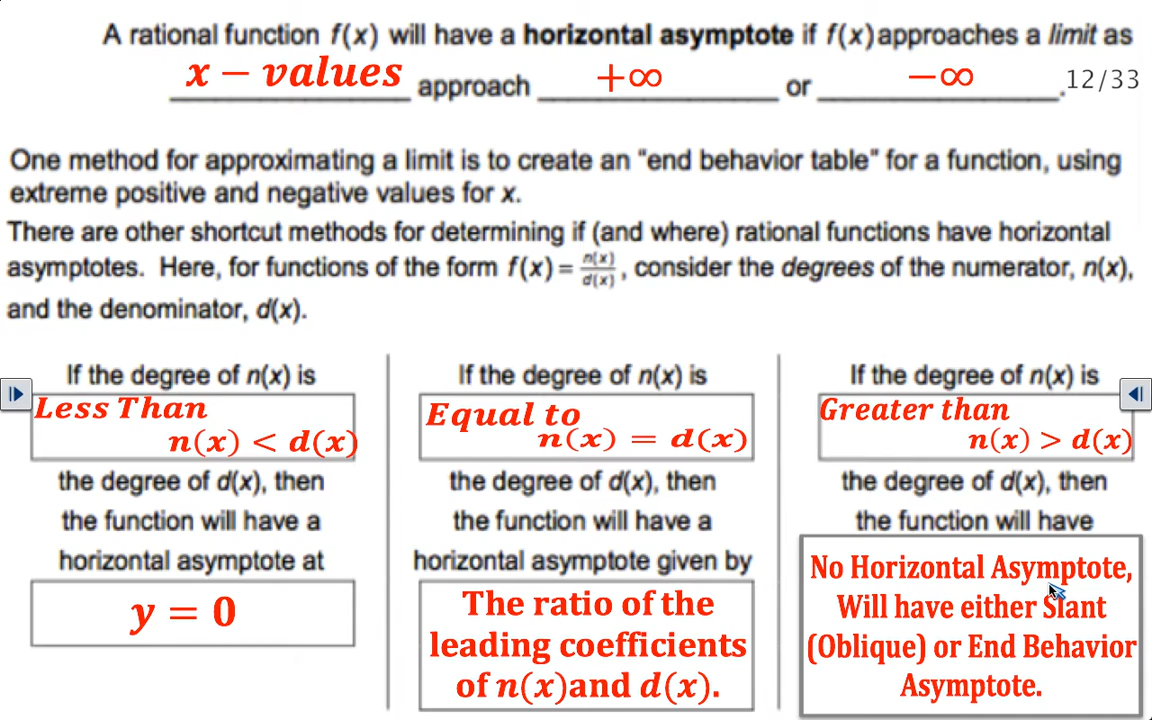 A rational function f(x) will have a horizontal asymptote if f(x) approaches a limit as
x − values approach +∞ or −∞. 12/33
One method for approximating a limit is to create an "end behavior table" for a function, using
extreme positive and negative values for x.
There are other shortcut methods for determining if (and where) rational functions have horizontal
asymptotes. Here, for functions of the form f(x) = n(x)/d(x), consider the degrees of the numerator, n(x),
and the denominator, d(x).
If the degree of n(x) is
Less Than
n(x) < d(x)
the degree of d(x), then
the function will have a
horizontal asymptote at
y = 0
If the degree of n(x) is
Equal to
n(x) = d(x)
the degree of d(x), then
the function will have a
horizontal asymptote given by
The ratio of the
leading coefficients
of n(x)and d(x).
If the degree of n(x) is
Greater than
n(x) > d(x)
the degree of d(x), then
the function will have
No Horizontal Asymptote,
Will have either Slant
(Oblique) or End Behavior
Asymptote.